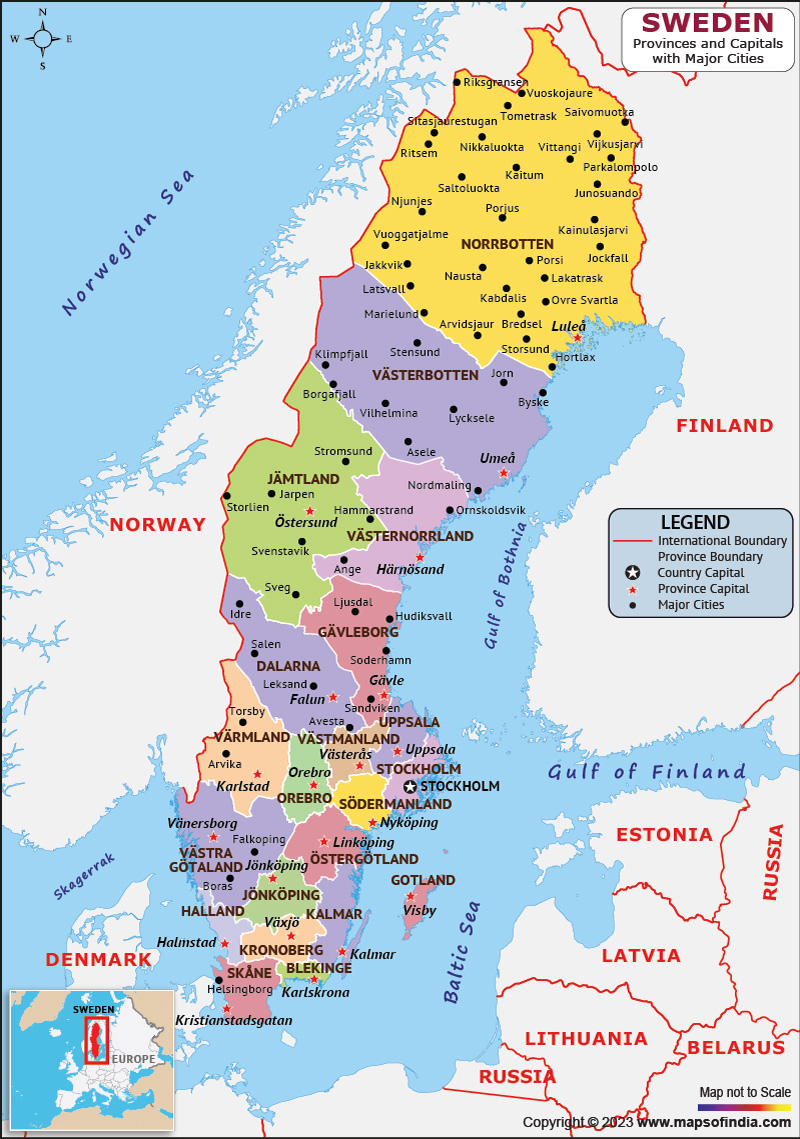 SWEDEN
Provinces and Capitals
with Major Cities
N
W
E
S
Norwegian Sea
Riksgransen
Vuoskojaure
Tometrask
Saivomuotka
Sitasjaurestugan
Ritsem
Nikkaluokta
Vittangi
Vijkusjarvi
Parkalompolo
Kaitum
Saltoluokta
Junosuando
Njunjes
Porjus
Kainulasjarvi
Vuoggatjalme
NORRBOTTEN
Jockfall
Jakkvik
Nausta
Porsi
Lakatrask
Latsvall
Kabdalis
Ovre Svartla
Marielund
Arvidsjaur
Bredsel
Luleå
Storsund
Hortlax
Stensund
Klimpfjall
VÄSTERBOTTEN
Jorn
Borgafjall
Byske
Vilhelmina
Lycksele
FINLAND
Asele
Stromsund
Umeå
JÄMTLAND
Nordmaling
Jarpen
Storlien
Östersund
Hammarstrand
Ornskoldsvik
NORWAY
VÄSTERNORRLAND
Svenstavik
Ange
Härnösand
Gulf of Bothnia
LEGEND
International Boundary
Province Boundary
Country Capital
Province Capital
Major Cities
Sveg
Idre
Ljusdal
Hudiksvall
GÄVLEBORG
Salen
Soderhamn
DALARNA
Leksand
Falun
Gävle
Sandviken
Torsby
Avesta
UPPSALA
VÄRMLAND
VÄSTMANLAND
Västerås
Uppsala
Arvika
Orebro
STOCKHOLM
Karlstad
STOCKHOLM
OREBRO
SÖDERMANLAND
Gulf of Finland
Vänersborg
Nyköping
Falkoping
Linköping
VÄSTRA
GÖTALAND
Jönköping
ÖSTERGÖTLAND
Boras
JÖNKÖPING
GOTLAND
Visby
HALLAND
Växjö
KALMAR
Halmstad
KRONOBERG
Kalmar
SKÅNE
BLEKINGE
Helsingborg
Karlskrona
Kristianstadsgatan
Skagerrak
DENMARK
Baltic Sea
ESTONIA
RUSSIA
LATVIA
LITHUANIA
BELARUS
RUSSIA
SWEDEN
EUROPE
Map not to Scale
Copyright © 2023 www.mapsofindia.com